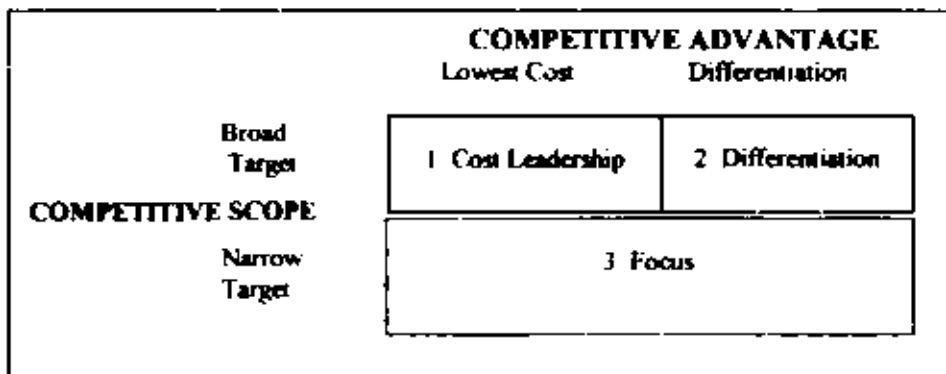 COMPETITIVE ADVANTAGE
Lowest Cost Differentiation
Broad
Target
1 Cost Leadership 2 Differentiation
COMPETITIVE SCOPE
Narrow
Target
3 Focus